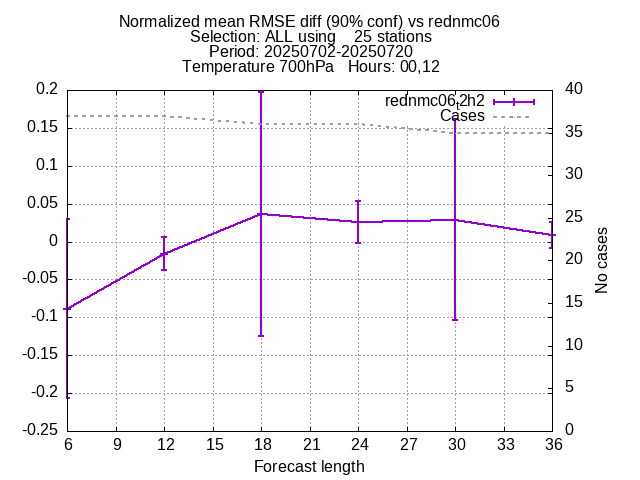 Normalized mean RMSE diff (90% conf) vs rednmc06
Selection: ALL using    25 stations
Period: 20250702-20250720
Temperature 700hPa   Hours: 00,12
rednmc06_t2h2
Cases
0.2
0.15
0.1
0.05
0
-0.05
-0.1
-0.15
-0.2
-0.25
40
35
30
25
20
15
10
5
0
No cases
6 9 12 15 18 21 24 27 30 33 36
Forecast length